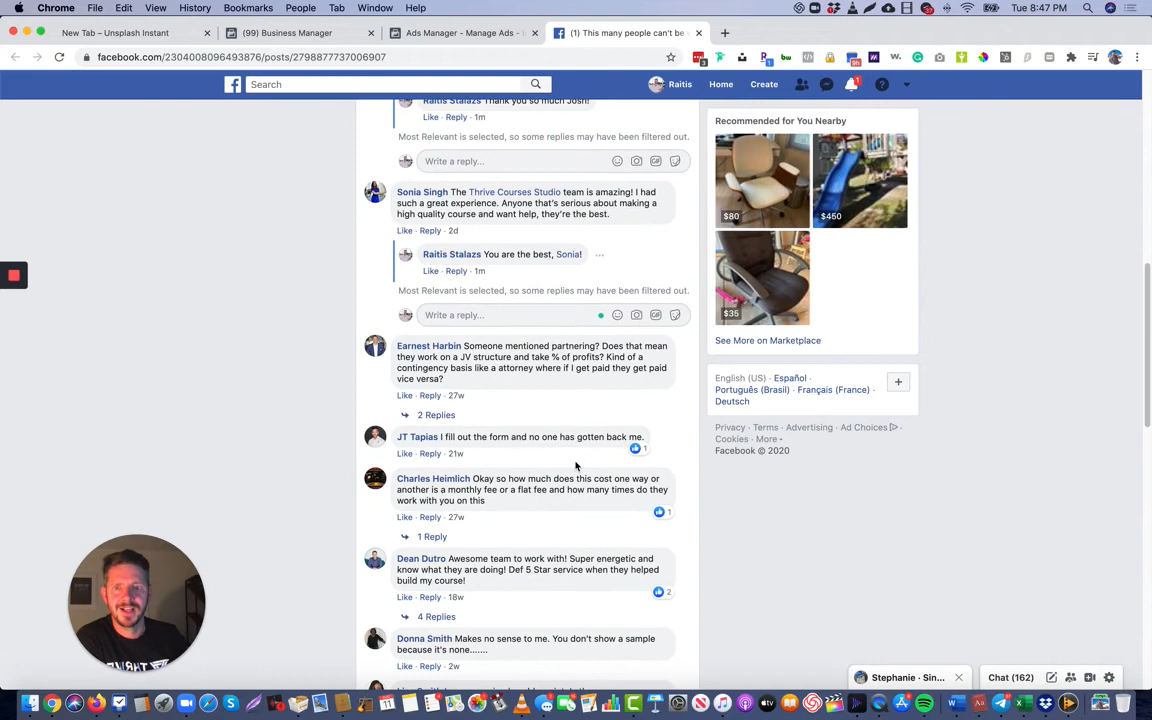 Chrome File Edit View History Bookmarks People Tab Window Help
Tue 8:47 PM
New Tab – Unsplash Instant
(99) Business Manager
Ads Manager - Manage Ads -
(1) This many people can't be
facebook.com/2304008096493876/posts/2798877737006907
Search
Raitis
Home
Create
1
Raitis Stalazs Thank you so much Josh!
Like · Reply · 1m
Most Relevant is selected, so some replies may have been filtered out.
Write a reply...
Sonia Singh The Thrive Courses Studio team is amazing! I had
such a great experience. Anyone that's serious about making a
high quality course and want help, they're the best.
Like · Reply · 2d
Raitis Stalazs You are the best, Sonia!
Like · Reply · 1m
Most Relevant is selected, so some replies may have been filtered out.
Write a reply...
Earnest Harbin Someone mentioned partnering? Does that mean
they work on a JV structure and take % of profits? Kind of a
contingency basis like a attorney where if I get paid they get paid
vice versa?
Like · Reply · 27w
2 Replies
JT Tapias I fill out the form and no one has gotten back me.
1
Like · Reply · 21w
Charles Heimlich Okay so how much does this cost one way or
another is a monthly fee or a flat fee and how many times do they
work with you on this
1
Like · Reply · 27w
1 Reply
Dean Dutro Awesome team to work with! Super energetic and
know what they are doing! Def 5 Star service when they helped
build my course!
2
Like · Reply · 18w
4 Replies
Donna Smith Makes no sense to me. You don't show a sample
because it's none.......
Like · Reply · 2w
Recommended for You Nearby
$80
$450
$35
See More on Marketplace
English (US) · Español ·
Português (Brasil) · Français (France) ·
Deutsch
Privacy · Terms · Advertising · Ad Choices ·
Cookies · More
Facebook © 2020
THRIVE
Stephanie - Sin...
Chat (162)